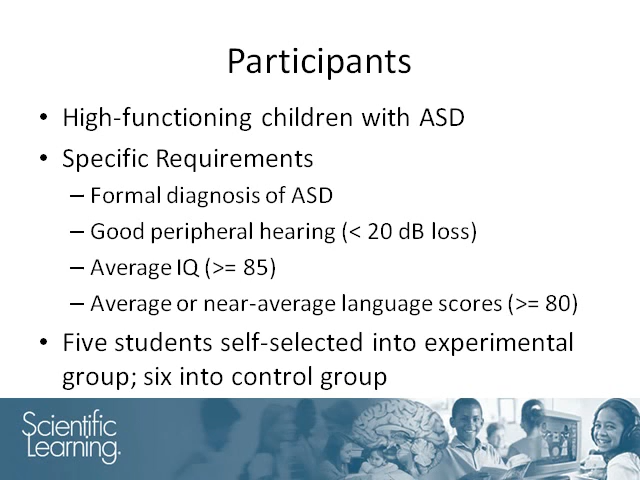 Participants
• High-functioning children with ASD
• Specific Requirements
– Formal diagnosis of ASD
– Good peripheral hearing (< 20 dB loss)
– Average IQ (>= 85)
– Average or near-average language scores (>= 80)
• Five students self-selected into experimental
group; six into control group
Scientific
Learning.